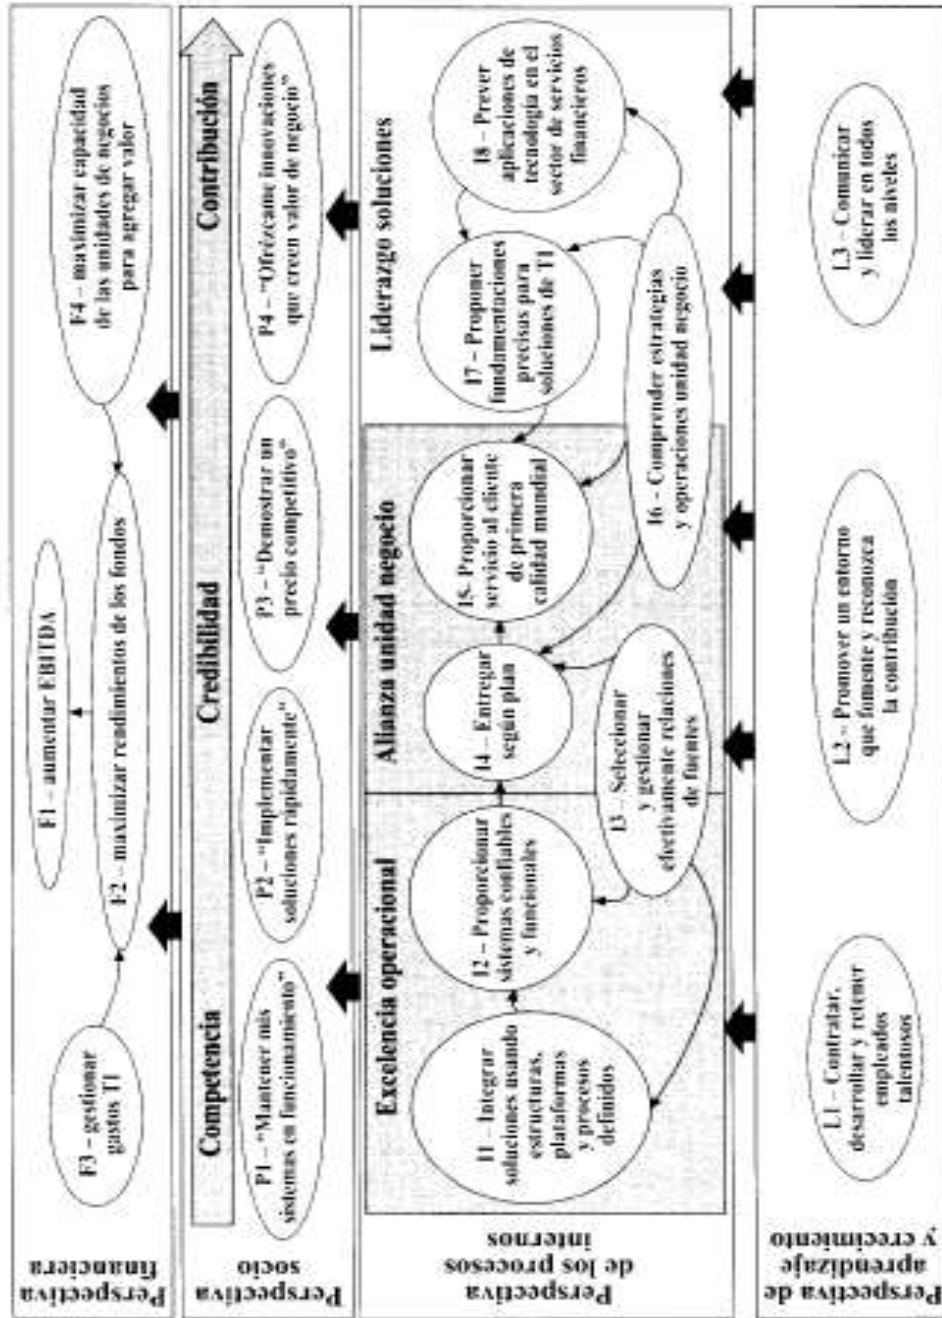 Perspectiva
financiera
F1 – aumentar EBITDA
F3 – gestionar
gastos TI
F2 – maximizar rendimientos de los fondos
F4 – maximizar capacidad
de las unidades de negocios
para agregar valor
Perspectiva
socio
Competencia
Credibilidad
Contribución
P1 – “Mantener mis
sistemas en funcionamiento”
P2 – “Implementar
soluciones rápidamente“
P3 – “Demostrar un
precio competitivo”
P4 – “Ofrézcame innovaciones
que creen valor de negocio”
Perspectiva
de los procesos
internos
Excelencia operacional
Alianza unidad negocio
Liderazgo soluciones
I1 – Integrar
soluciones usando
estructuras,
plataformas
y procesos
definidos
I2 – Proporcionar
sistemas confiables
y funcionales
I4 – Entregar
según plan
I5- Proporcionar
servicio al cliente
de primera
calidad mundial
I7 – Proponer
fundamentaciones
precisas para
soluciones de TI
I8 – Prever
aplicaciones de
tecnología en el
sector de servicios
financieros
I3 – Seleccionar
y gestionar
efectivamente relaciones
de fuentes
I6 – Comprender estrategias
y operaciones unidad negocio
Perspectiva de
aprendizaje
y crecimiento
L1 – Contratar,
desarrollar y retener
empleados
talentosos
L2 – Promover un entorno
que fomente y reconozca
la contribución
L3 – Comunicar
y liderar en todos
los niveles